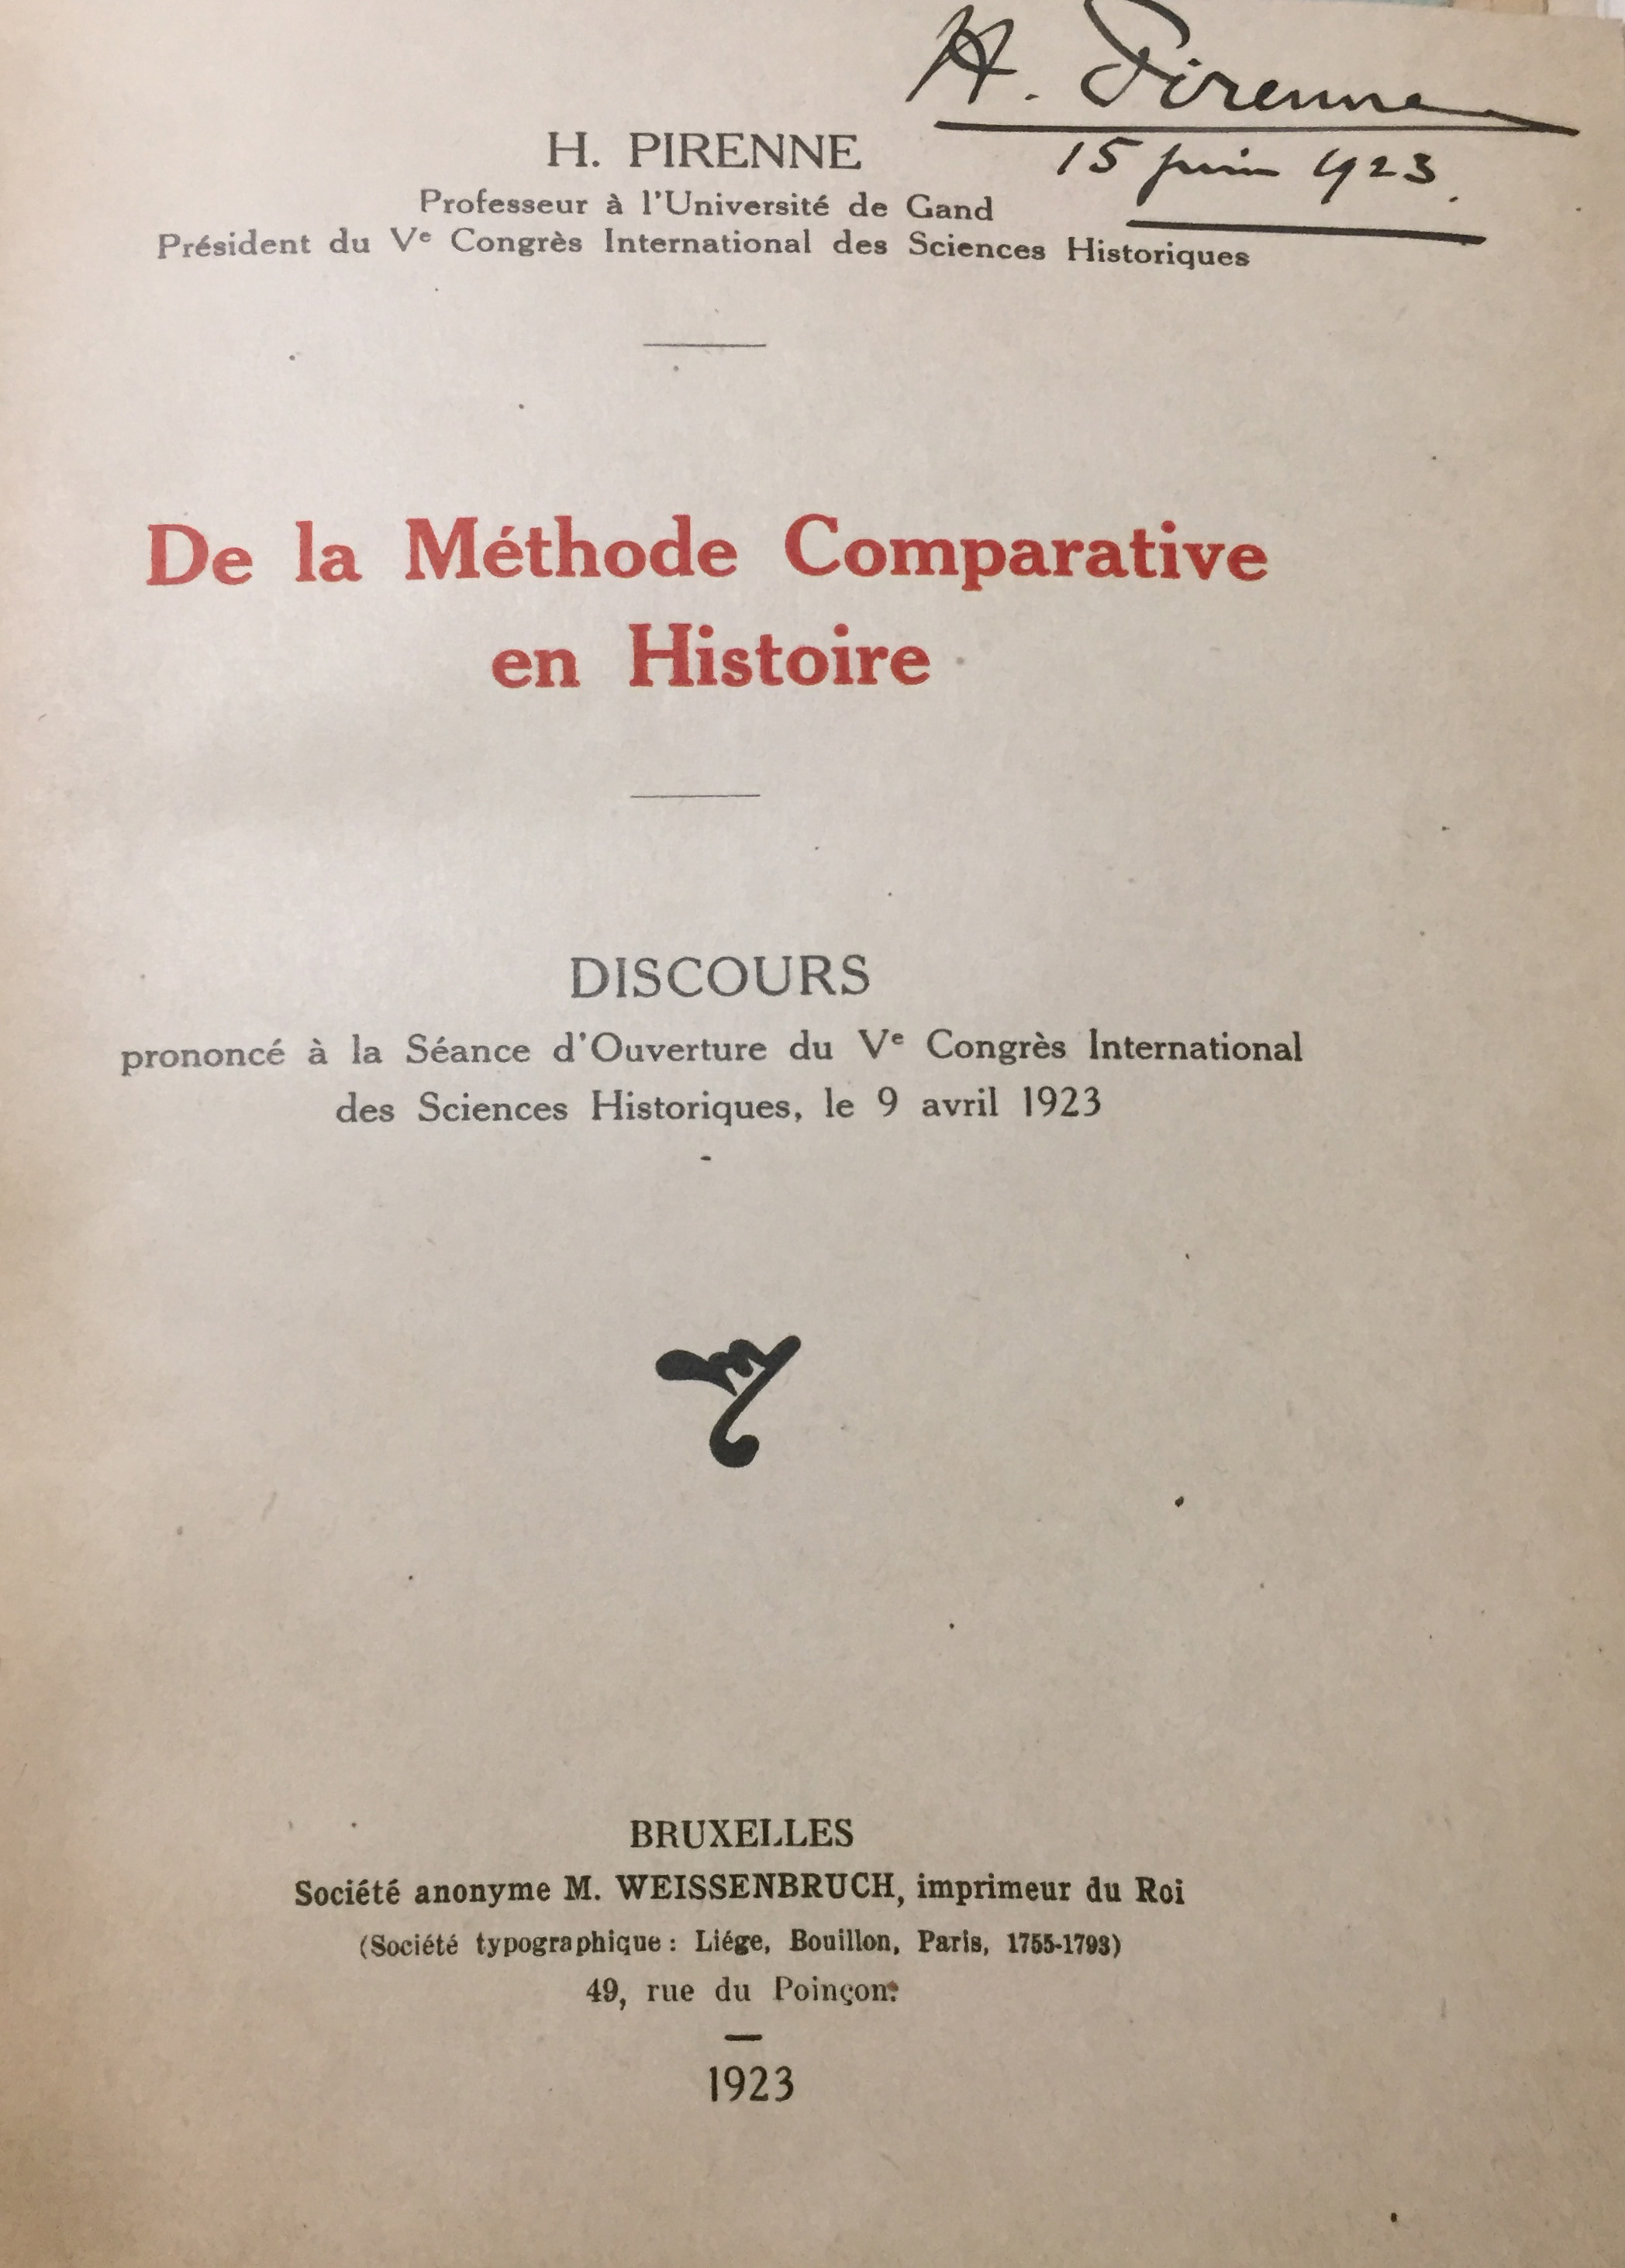 H. Pirenne
15 juin 1923.
H. PIRENNE
Professeur à l'Université de Gand
Président du Ve Congrès International des Sciences Historiques
De la Méthode Comparative
en Histoire
DISCOURS
prononcé à la Séance d'Ouverture du Ve Congrès International
des Sciences Historiques, le 9 avril 1923
BRUXELLES
Société anonyme M. WEISSENBRUCH, imprimeur du Roi
(Société typographique : Liége, Bouillon, Paris, 1755-1793)
49, rue du Poinçon
1923